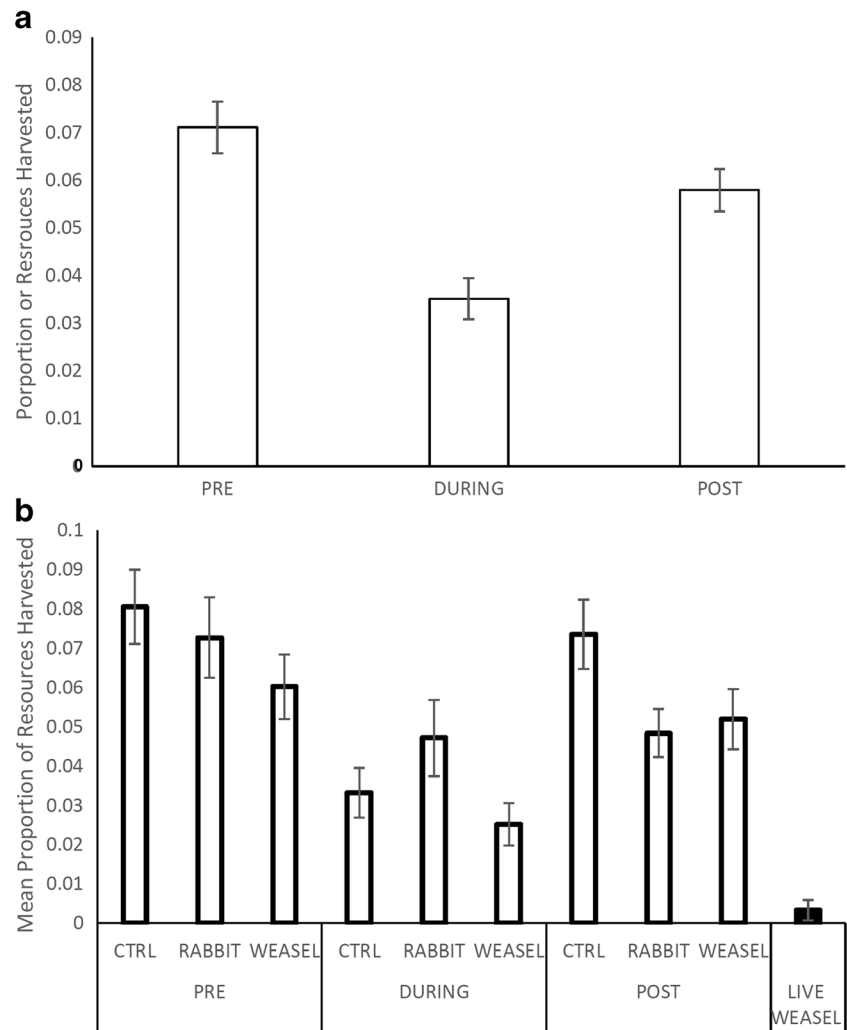 a
0.09
0.08
0.07
0.06
0.05
0.04
0.03
0.02
0.01
0
Porportion or Resrouces Harvested
PRE DURING POST
b
0.1
0.09
0.08
0.07
0.06
0.05
0.04
0.03
0.02
0.01
0
Mean Proportion of Resources Harvested
CTRL RABBIT WEASEL CTRL RABBIT WEASEL CTRL RABBIT WEASEL
PRE DURING POST LIVE
WEASEL